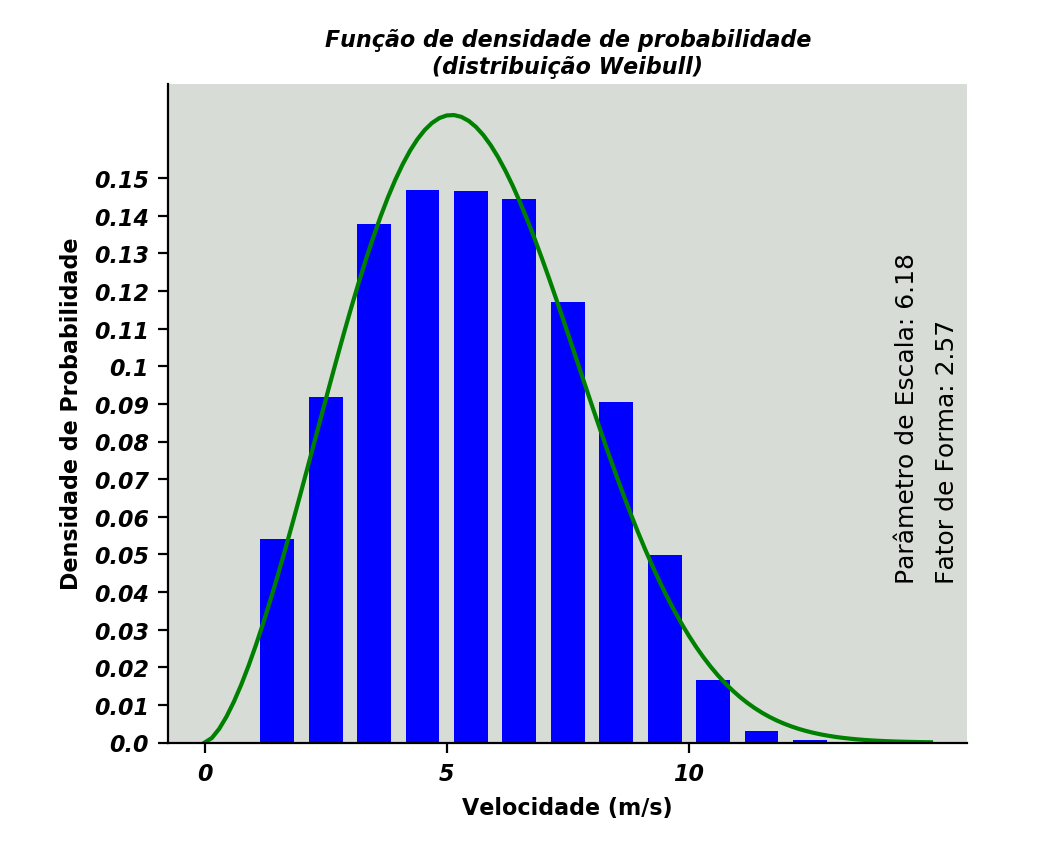 Função de densidade de probabilidade
(distribuição Weibull)
Densidade de Probabilidade
0.15
0.14
0.13
0.12
0.11
0.1
0.09
0.08
0.07
0.06
0.05
0.04
0.03
0.02
0.01
0.0
0 5 10
Velocidade (m/s)
Parâmetro de Escala: 6.18
Fator de Forma: 2.57